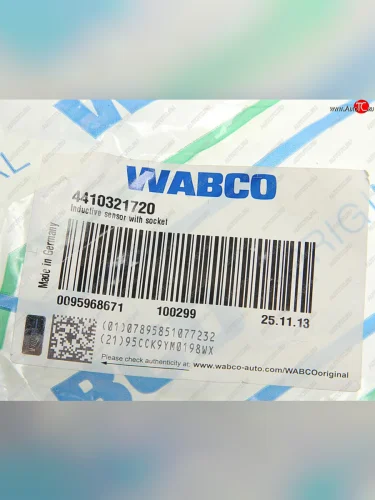 WABCO
4410321720
Inductive sensor with socket
Made in Germany
0095968671 100299 25.11.13
(01)07895851077232
(21)95CCK9YM0198WX
Please check authenticity at: www.wabco-auto.com/WABCOoriginal